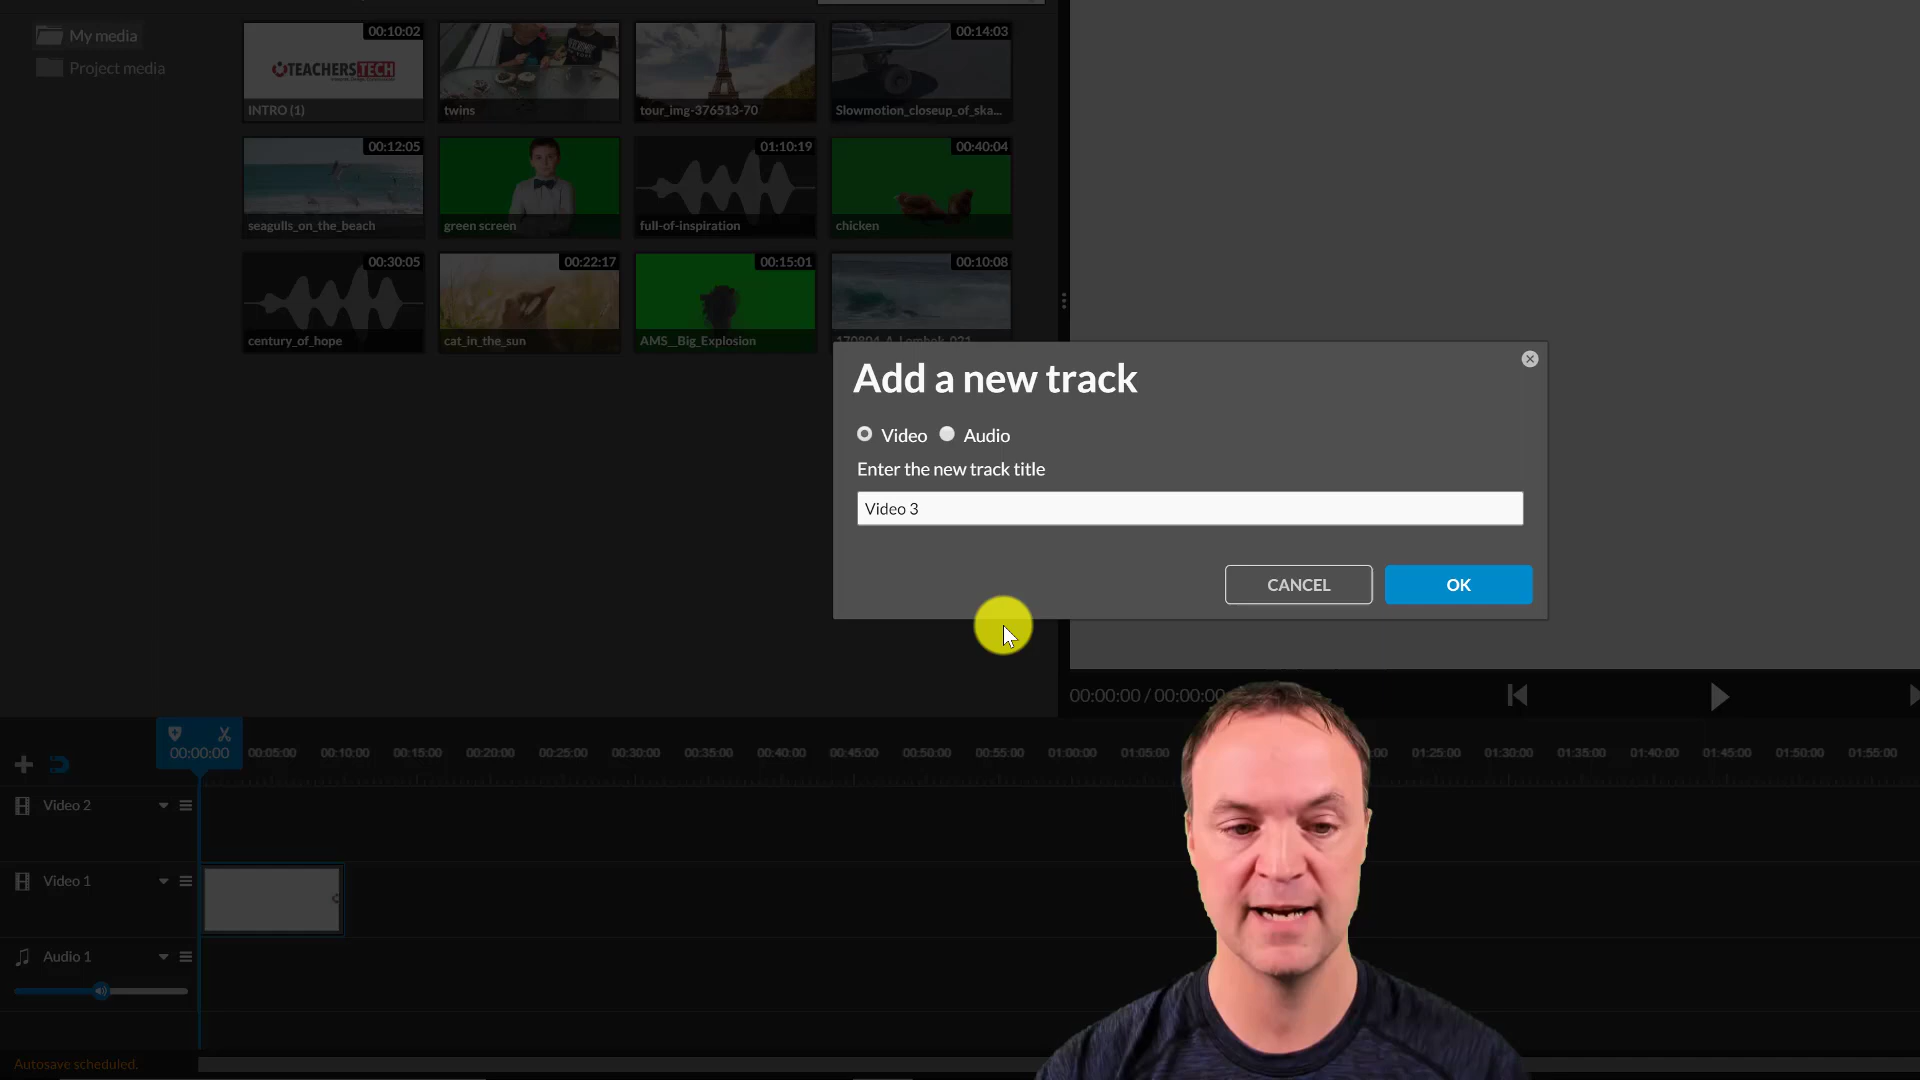 My media
Project media
00:10:02
TEACHERS TECH
INTRO (1)
twins
tour_img-376513-70
00:14:03
Slowmotion_closeup_of_ska...
00:12:05
seagulls_on_the_beach
green screen
01:10:19
full-of-inspiration
00:40:04
chicken
00:30:05
century_of_hope
00:22:17
cat_in_the_sun
00:15:01
AMS__Big_Explosion
00:10:08
Add a new track
Video Audio
Enter the new track title
Video 3
CANCEL OK
00:00:00 / 00:00:00
00:00:00 00:05:00 00:10:00 00:15:00 00:20:00 00:25:00 00:30:00 00:35:00 00:40:00 00:45:00 00:50:00 00:55:00 01:00:00 01:05:00 01:25:00 01:30:00 01:35:00 01:40:00 01:45:00 01:50:00 01:55:00
Video 2
Video 1
Audio 1
Autosave scheduled.